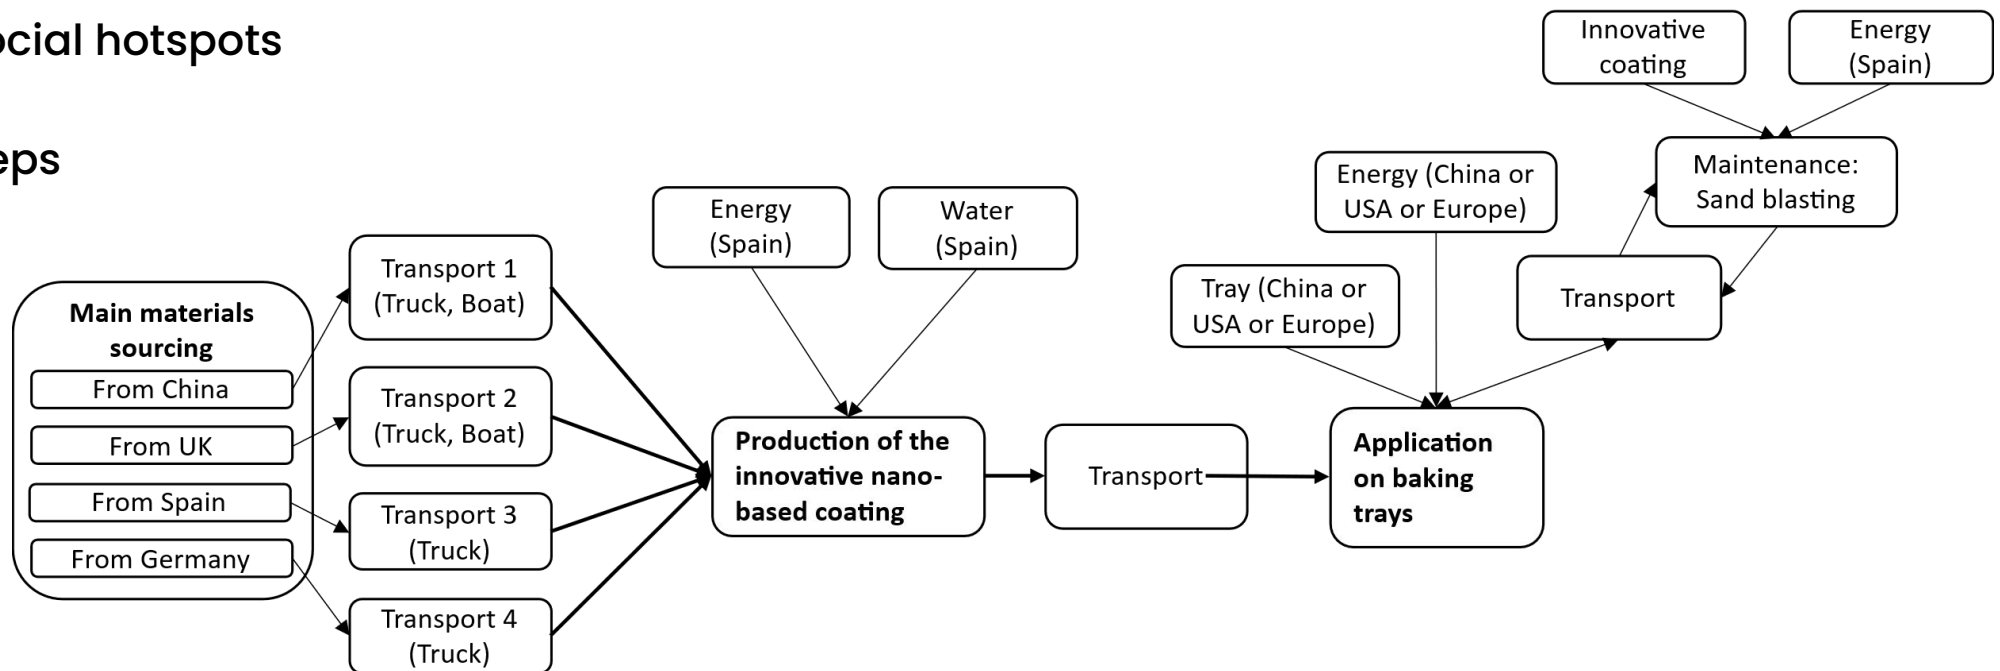 ocial hotspots
eps
Main materials
sourcing
From China
From UK
From Spain
From Germany
Transport 1
(Truck, Boat)
Transport 2
(Truck, Boat)
Transport 3
(Truck)
Transport 4
(Truck)
Energy
(Spain)
Water
(Spain)
Production of the
innovative nano-
based coating
Transport
Tray (China or
USA or Europe)
Energy (China or
USA or Europe)
Application
on baking
trays
Transport
Maintenance:
Sand blasting
Innovative
coating
Energy
(Spain)